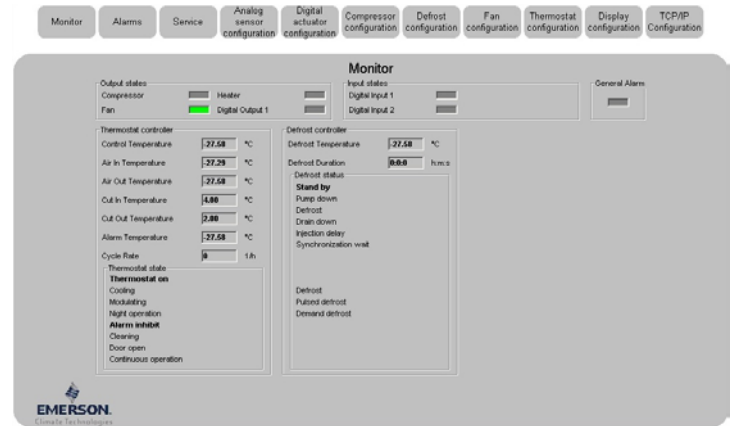 Monitor
Alarms
Service
Analog
sensor
configuration
Digital
actuator
configuration
Compressor
configuration
Defrost
configuration
Fan
configuration
Thermostat
configuration
Display
configuration
TCP/IP
Configuration
Monitor
Output states
Compressor
Heater
Fan
Digital Output 1
Input states
Digital Input 1
Digital Input 2
General Alarm
Thermostat controller
Control Temperature -27.50 °C
Air In Temperature -27.29 °C
Air Out Temperature -27.50 °C
Cut In Temperature 4.00 °C
Cut Out Temperature 2.00 °C
Alarm Temperature -27.50 °C
Cycle Rate 0 1/h
Thermostat state
Thermostat on
Cooling
Modulating
Night operation
Alarm inhibit
Cleaning
Door open
Continuous operation
Defrost controller
Defrost Temperature -27.50 °C
Defrost Duration 0:0:0 h:m:s
Defrost status
Stand by
Pump down
Defrost
Drain down
Injection delay
Synchronization wait
Defrost
Pulsed defrost
Demand defrost
EMERSON.
Climate Technologies